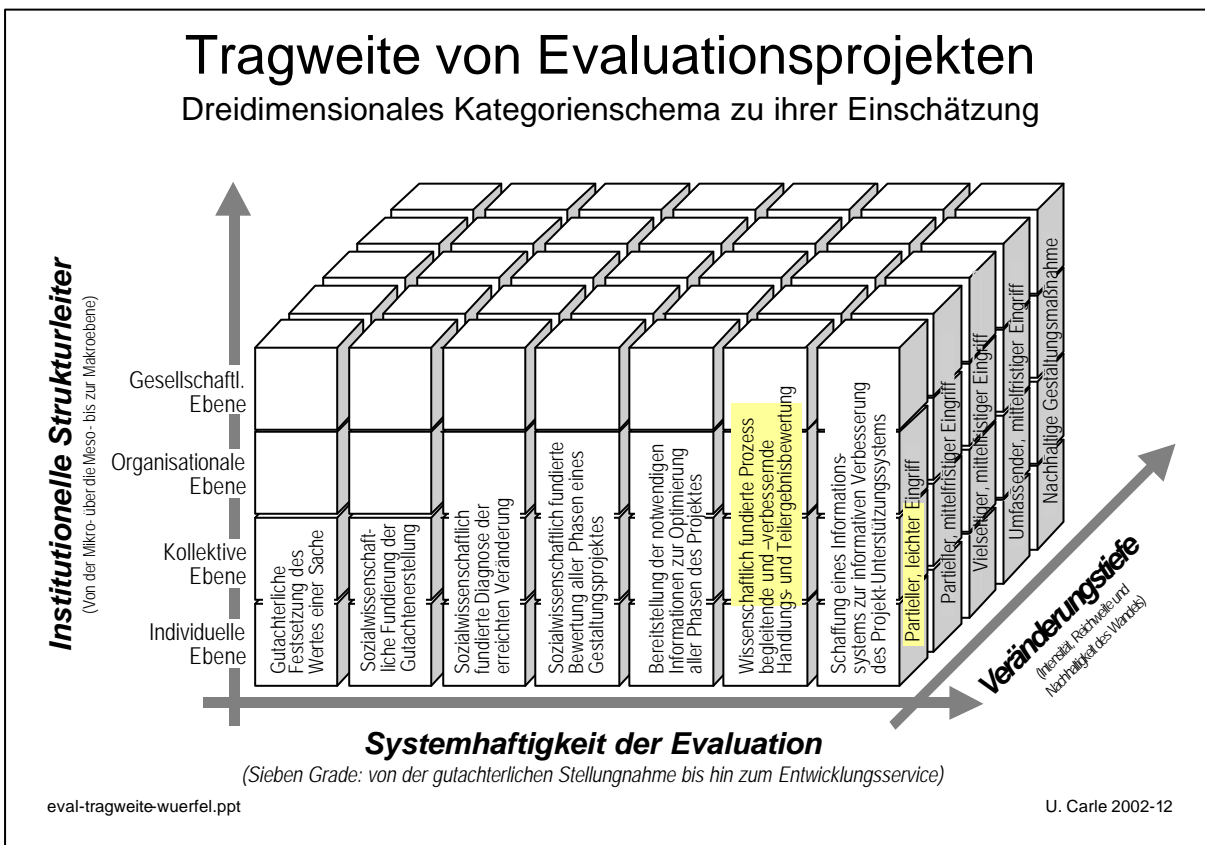 Tragweite von Evaluationsprojekten
Dreidimensionales Kategorienschema zu ihrer Einschätzung
Institutionelle Strukturleiter
(Von der Mikro- über die Meso- bis zur Makroebene)
Gesellschaftl.
Ebene
Organisationale
Ebene
Kollektive
Ebene
Individuelle
Ebene
Gutachterliche
Festsetzung des
Wertes einer Sache
Sozialwissenschaft-
liche Fundierung der
Gutachtenerstellung
Sozialwissenschaftlich
fundierte Diagnose der
erreichten Veränderung
Sozialwissenschaftlich fundierte
Bewertung aller Phasen eines
Gestaltungsprojektes
Bereitstellung der notwendigen
Informationen zur Optimierung
aller Phasen des Projektes
Wissenschaftlich fundierte Prozess
begleitende und –verbessernde
Handlungs- und Teilergebnisbewertung
Schaffung eines Informations-
systems zur informativen Verbesserung
des Projekt-Unterstützungssystems
Partieller, leichter Eingriff
Partieller, mittelfristiger Eingriff
Vielseitiger, mittelfristiger Eingriff
Umfassender, mittelfristiger Eingriff
Nachhaltige Gestaltungsmaßnahme
Veränderungstiefe
(Intensität, Reichweite und
Nachhaltigkeit des Wandels)
Systemhaftigkeit der Evaluation
(Sieben Grade: von der gutachterlichen Stellungnahme bis hin zum Entwicklungsservice)
eval-tragweite-wuerfel.ppt
U. Carle 2002-12